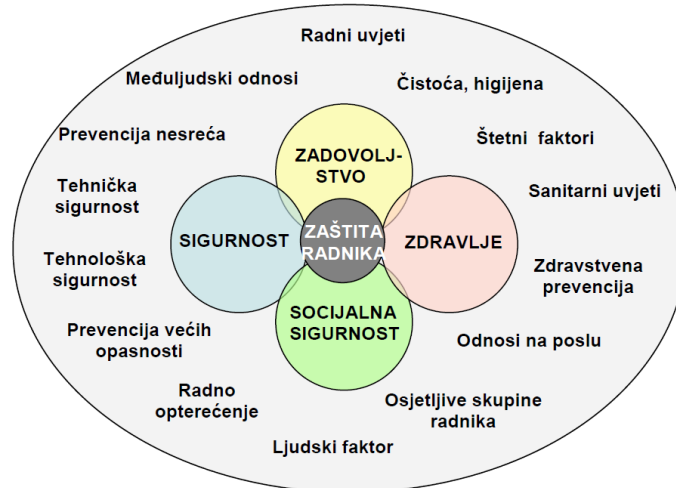 Radni uvjeti
Međuljudski odnosi
Čistoća, higijena
Prevencija nesreća
ZADOVOLJ-
STVO
Štetni faktori
Tehnička
sigurnost
Sanitarni uvjeti
SIGURNOST
ZAŠTITA
RADNIKA
ZDRAVLJE
Tehnološka
sigurnost
Zdravstvena
prevencija
SOCIJALNA
SIGURNOST
Prevencija većih
opasnosti
Odnosi na poslu
Radno
opterećenje
Osjetljive skupine
radnika
Ljudski faktor